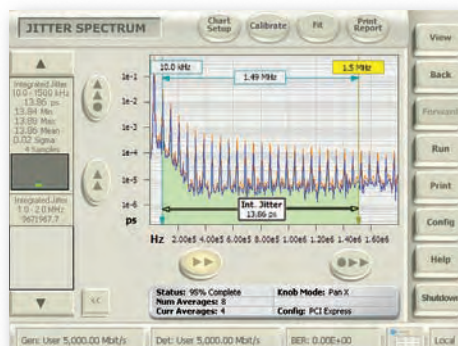 JITTER SPECTRUM
Chart Setup
Calibrate
Fit
Print Report
View
Back
Forward
Run
Print
Config
Help
Shutdown
Integrated Jitter
10.0 - 1500 kHz
13.86 ps
13.84 Min
13.88 Max
13.86 Mean
0.02 Sigma
4 Samples
Integrated Jitter
1.0 - 2.0 MHz
<<
10.0 kHz
1.49 MHz
1.5 MHz
1e-1
1e-2
1e-3
1e-4
1e-5
1e-6
ps
Int. Jitter
13.86 ps
Hz 2.00e5 4.00e5 6.00e5 8.00e5 1.00e6 1.20e6 1.40e6 1.60e6
Status: 95% Complete
Knob Mode: Pan X
Num Averages: 8
Curr Averages: 4
Config: PCI Express
Gen: User 5,000.00 Mbit/s
Det: User 5,000.00 Mbit/s
BER: 0.00E+00
Local